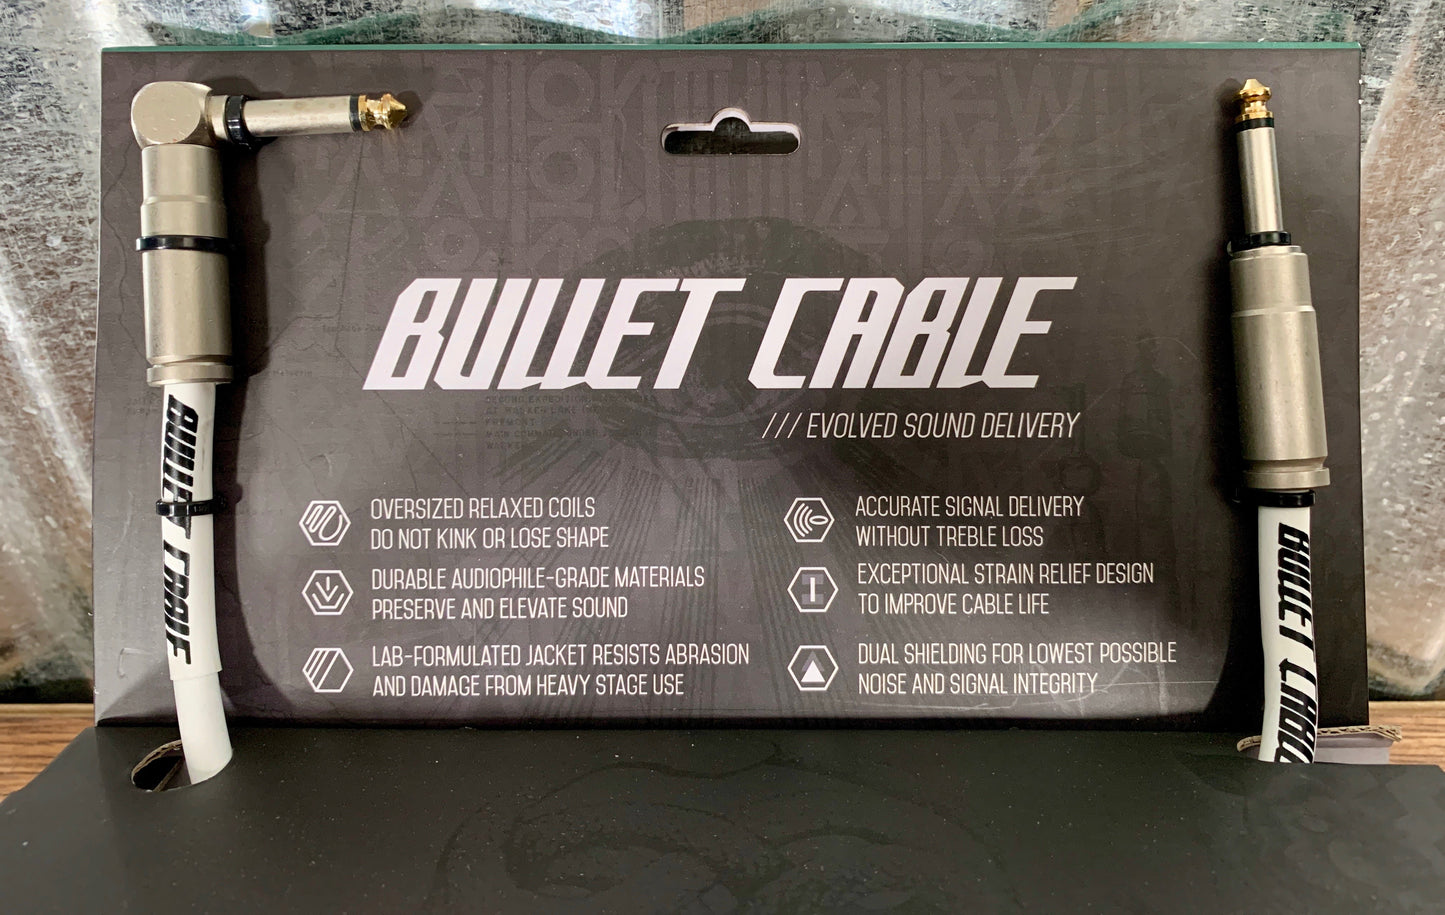 BULLET CABLE
/// EVOLVED SOUND DELIVERY
OVERSIZED RELAXED COILS
DO NOT KINK OR LOSE SHAPE
DURABLE AUDIOPHILE-GRADE MATERIALS
PRESERVE AND ELEVATE SOUND
LAB-FORMULATED JACKET RESISTS ABRASION
AND DAMAGE FROM HEAVY STAGE USE
ACCURATE SIGNAL DELIVERY
WITHOUT TREBLE LOSS
EXCEPTIONAL STRAIN RELIEF DESIGN
TO IMPROVE CABLE LIFE
DUAL SHIELDING FOR LOWEST POSSIBLE
NOISE AND SIGNAL INTEGRITY
BULLET CABLE
BULLET CABL